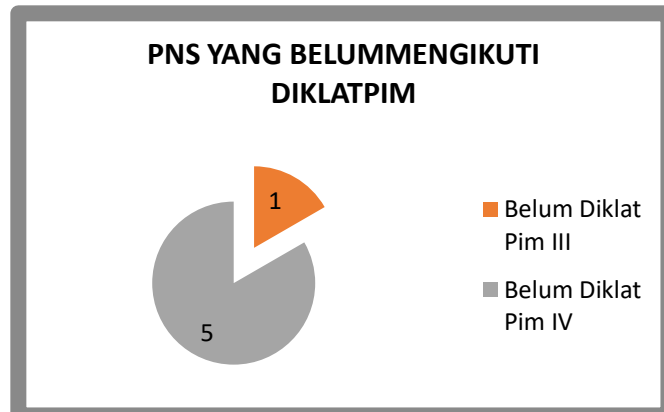 PNS YANG BELUMMENGIKUTI
DIKLATPIM
1
5
Belum Diklat
Pim III
Belum Diklat
Pim IV